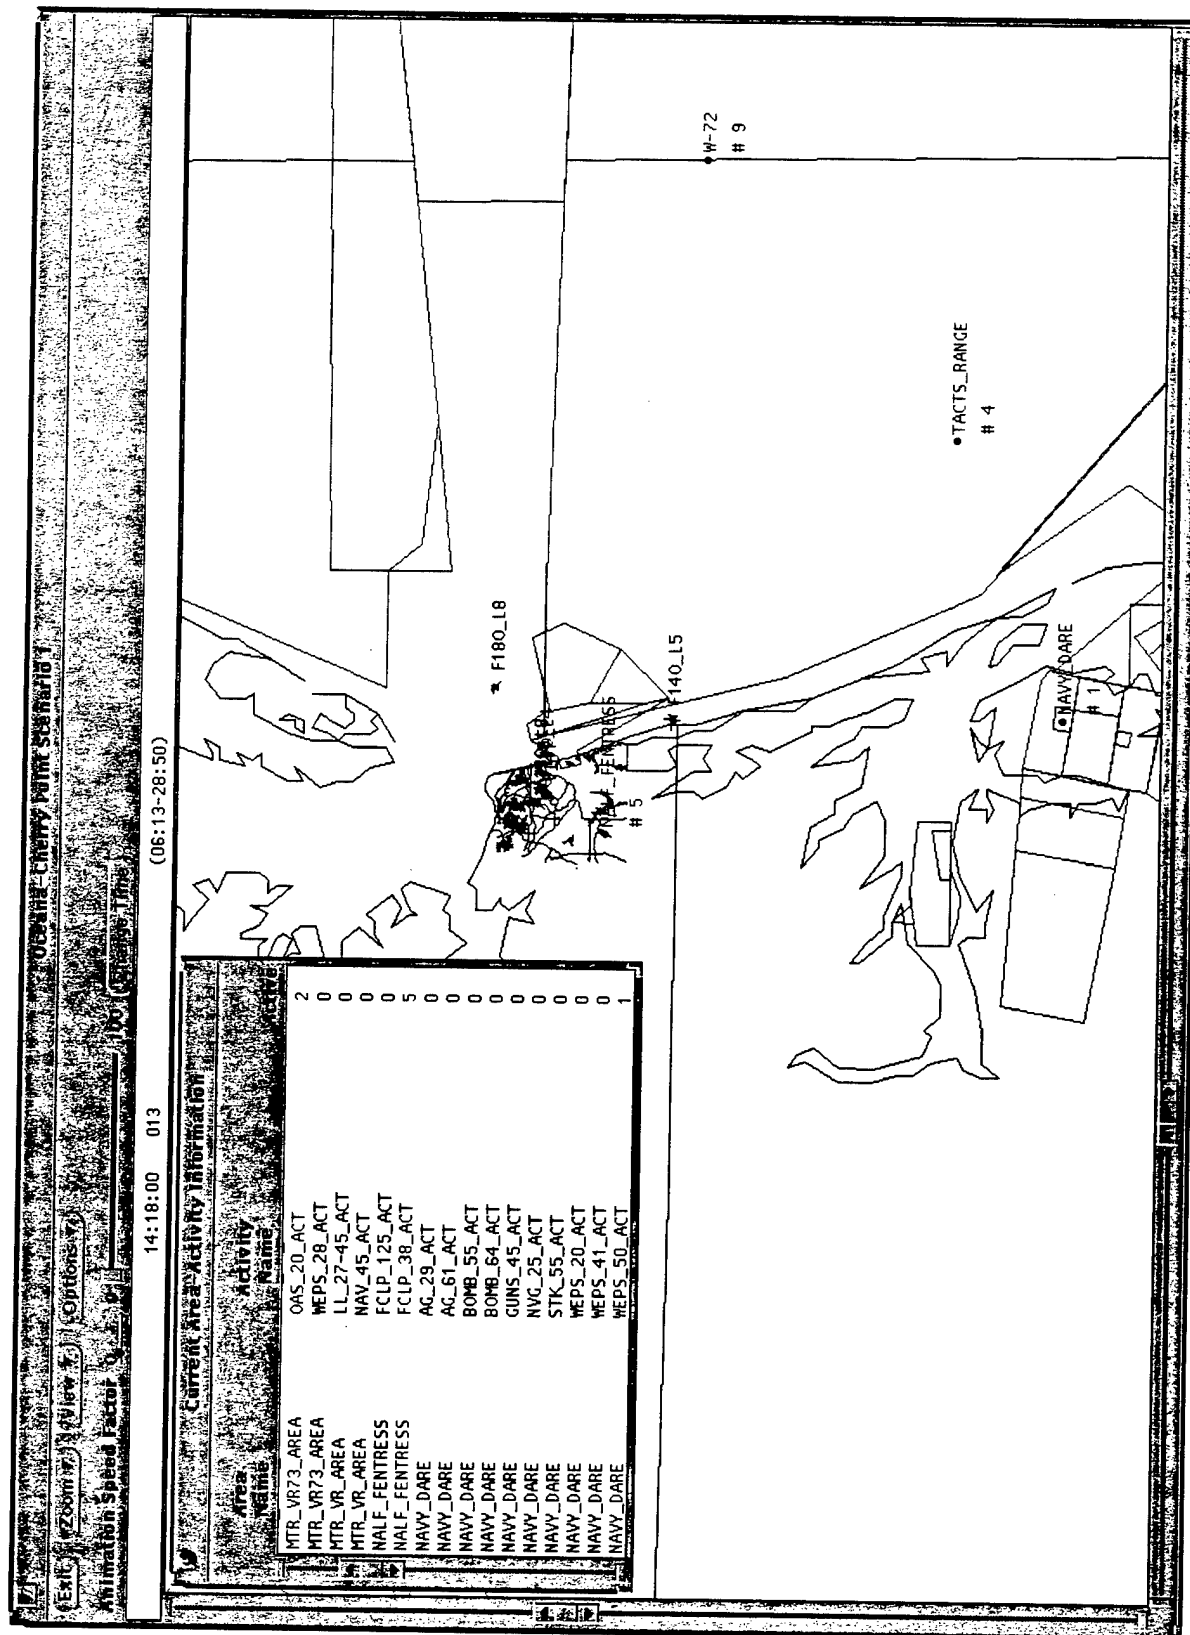 Oceana-Cherry Point Scenario 1
Exit Zoom View Options
Animation Speed Factor 0 100 Change Time
14:18:00 013 (06:13-28:50)
Current Area Activity Information
Area Name Activity Name Active
MTR_VR73_AREA OAS_20_ACT 2
MTR_VR73_AREA WEPS_28_ACT 0
MTR_VR_AREA LL_27-45_ACT 0
MTR_VR_AREA NAV_45_ACT 0
NALF_FENTRESS FCLP_125_ACT 0
NALF_FENTRESS FCLP_38_ACT 5
NAVY_DARE AG_29_ACT 0
NAVY_DARE AG_61_ACT 0
NAVY_DARE BOMB_55_ACT 0
NAVY_DARE BOMB_64_ACT 0
NAVY_DARE GUNS_45_ACT 0
NAVY_DARE NVG_25_ACT 0
NAVY_DARE STK_55_ACT 0
NAVY_DARE WEPS_20_ACT 0
NAVY_DARE WEPS_41_ACT 0
NAVY_DARE WEPS_50_ACT 1
F180_L8
F140_L5
NALF_FENTRESS
# 5
W-72
# 9
TACTS_RANGE
# 4
NAVY_DARE
# 1